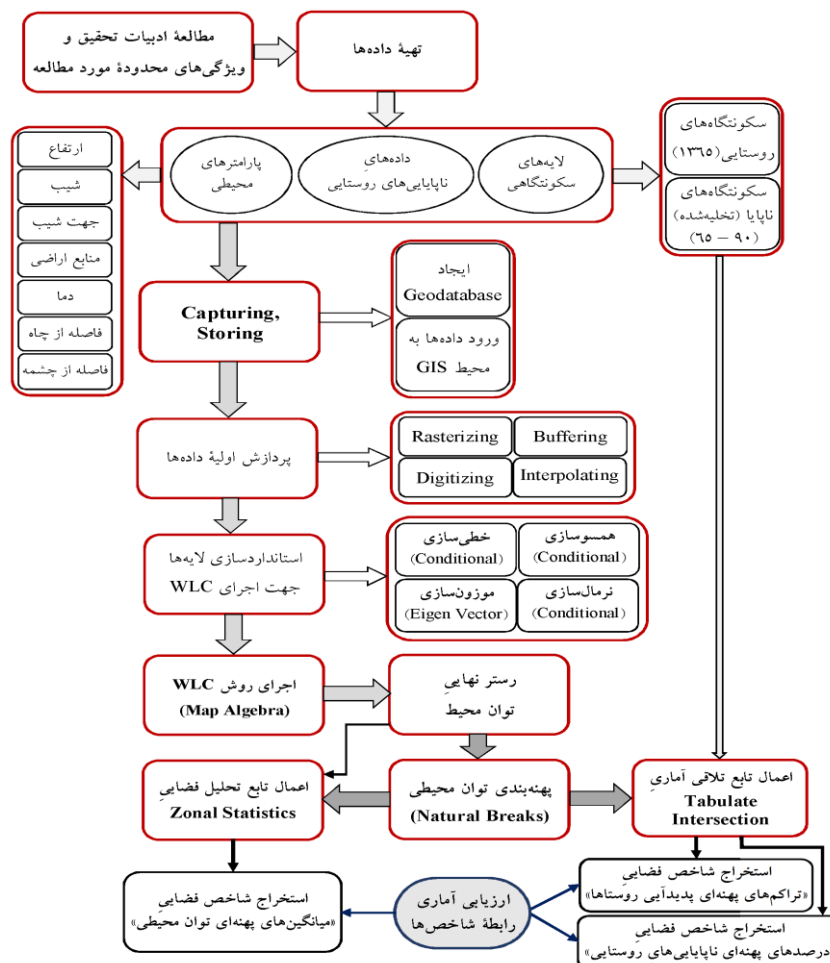 مطالعهٔ ادبیات تحقیق و
ویژگی‌های محدودهٔ مورد مطالعه
تهیهٔ داده‌ها
سکونتگاه‌های
روستایی(١٣٦٥)
سکونتگاه‌های
ناپایا (تخلیه‌شده)
(٩٠ – ٦٥)
لایه‌های
سکونتگاهی
داده‌هایِ
ناپایایی‌های روستایی
پارامترهای
محیطی
ارتفاع
شیب
جهت شیب
منابع اراضی
دما
فاصله از چاه
فاصله از چشمه
Capturing,
Storing
ایجاد
Geodatabase
ورود داده‌ها به
محیط GIS
پردازش اولیهٔ داده‌ها
Rasterizing
Buffering
Digitizing
Interpolating
استانداردسازی لایه‌ها
جهت اجرای WLC
همسوسازی
(Conditional)
خطی‌سازی
(Conditional)
نرمال‌سازی
(Conditional)
موزون‌سازی
(Eigen Vector)
اجرای روش WLC
(Map Algebra)
رستر نهاییِ
توان محیط
اعمال تابع تلاقی آماریِ
Tabulate
Intersection
پهنه‌بندی توان محیطی
(Natural Breaks)
اعمال تابع تحلیل فضاییِ
Zonal Statistics
استخراج شاخص فضاییِ
«تراکم‌های پهنه‌ای پدیدآیی روستاها»
استخراج شاخص فضاییِ
«درصدهای پهنه‌ای ناپایایی‌های روستایی»
ارزیابی آماری
رابطهٔ شاخص‌ها
استخراج شاخص فضاییِ
«میانگین‌های پهنه‌ای توان محیطی»